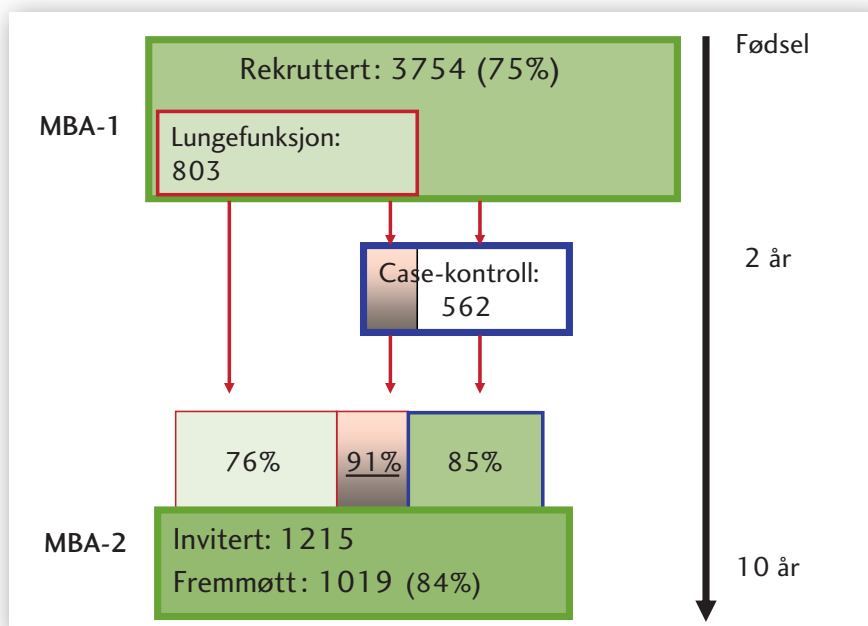 Fødsel
Rekruttert: 3754 (75%)
MBA-1
Lungefunksjon:
803
Case-kontroll:
562
2 år
76%
91%
85%
MBA-2
Invitert: 1215
Fremmøtt: 1019 (84%)
10 år